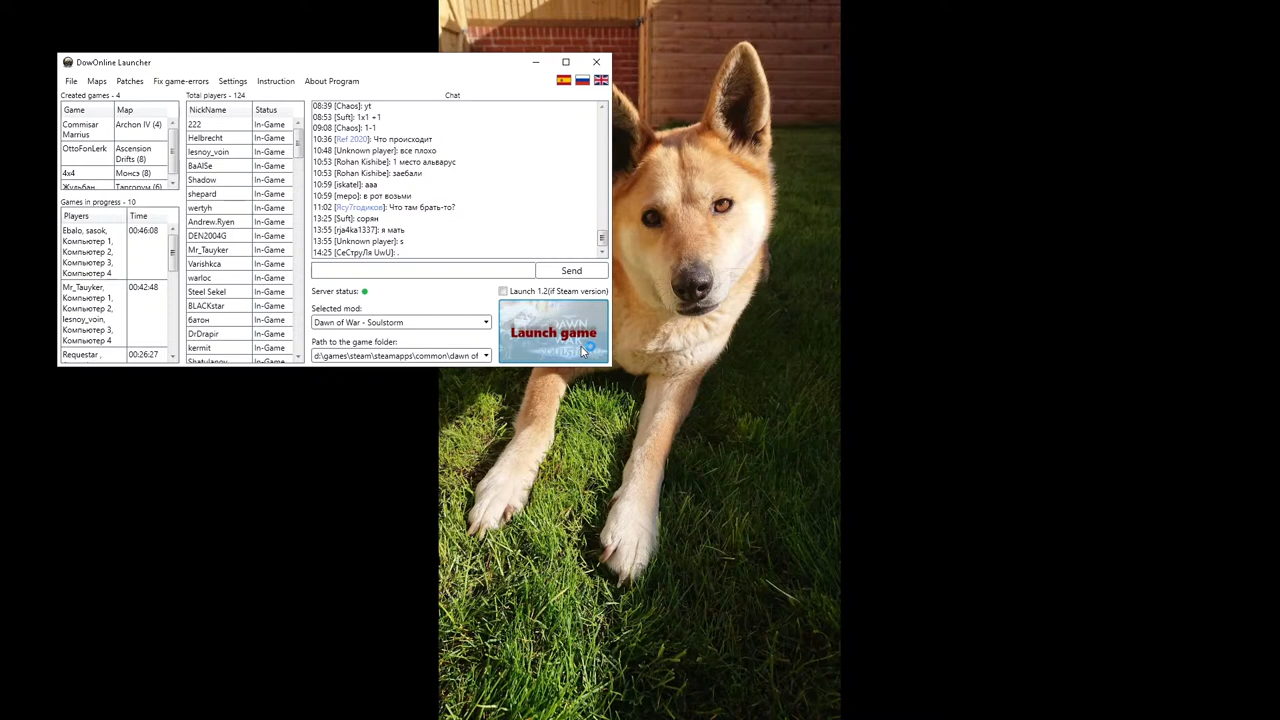 DowOnline Launcher
File Maps Patches Fix game-errors Settings Instruction About Program
Created games - 4
Game Map
Commisar Marrius Archon IV (4)
OttoFonLerk Ascension Drifts (8)
4x4 Монсэ (8)
Жульбан Таргорум (6)
Games in progress - 10
Players Time
Ebalo, sasok, 00:46:08
Компьютер 1,
Компьютер 2,
Компьютер 3,
Компьютер 4
Mr_Tauyker, 00:42:48
Компьютер 1,
Компьютер 2,
lesnoy_voin,
Компьютер 3,
Компьютер 4
Requestar , 00:26:27
Total players - 124
NickName Status
222 In-Game
Helbrecht In-Game
lesnoy_voin In-Game
BaAlSe In-Game
Shadow In-Game
shepard In-Game
wertyh In-Game
Andrew.Ryen In-Game
DEN2004G In-Game
Mr_Tauyker In-Game
Varishkca In-Game
warloc In-Game
Steel Sekel In-Game
BLACKstar In-Game
батон In-Game
DrDrapir In-Game
kermit In-Game
Shatulanov In-Game
Chat
08:39 [Chaos]: yt
08:53 [Suft]: 1x1 +1
09:08 [Chaos]: 1-1
10:36 [Ref 2020]: Что происходит
10:48 [Unknown player]: все плохо
10:53 [Rohan Kishibe]: 1 место альварус
10:53 [Rohan Kishibe]: заебали
10:59 [iskatel]: ааа
10:59 [mepo]: в рот возьми
11:02 [Ясу7годиков]: Что там брать-то?
13:25 [Suft]: сорян
13:55 [rja4ka1337]: я мать
13:55 [Unknown player]: s
14:25 [СеСтруЛя UwU]: .
Send
Server status:
Launch 1.2(if Steam version)
Selected mod:
Dawn of War - Soulstorm
Path to the game folder:
d:\games\steam\steamapps\common\dawn of
Launch game